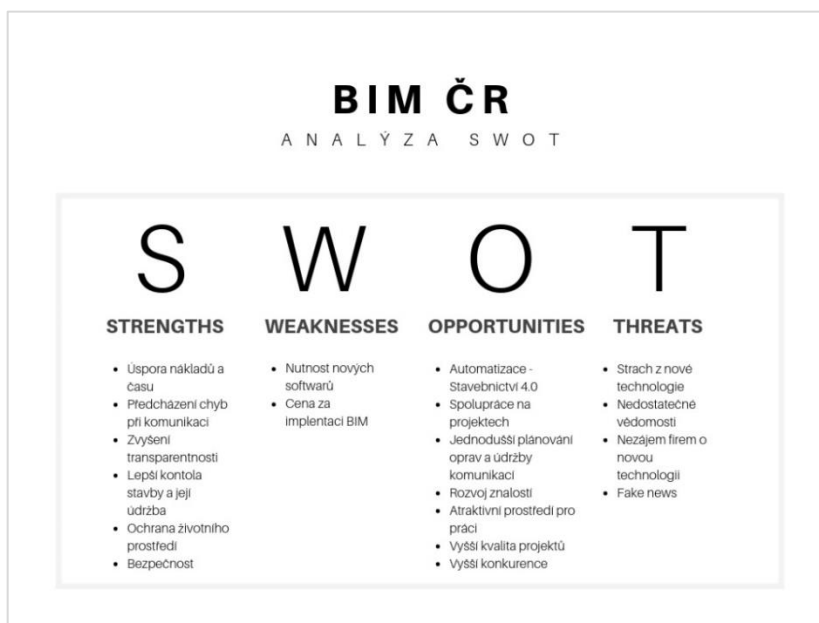 BIM ČR
ANALÝZA SWOT
S
STRENGTHS
• Úspora nákladů a
času
• Předcházení chyb
při komunikaci
• Zvýšení
transparentnosti
• Lepší kontola
stavby a její
údržba
• Ochrana životního
prostředí
• Bezpečnost
W
WEAKNESSES
• Nutnost nových
softwarů
• Cena za
implentaci BIM
O
OPPORTUNITIES
• Automatizace -
Stavebnictví 4.0
• Spolupráce na
projektech
• Jednodušší plánování
oprav a údržby
komunikací
• Rozvoj znalostí
• Atraktivní prostředí pro
práci
• Vyšší kvalita projektů
• Vyšší konkurence
T
THREATS
• Strach z nové
technologie
• Nedostatečné
vědomosti
• Nezájem firem o
novou
technologii
• Fake news